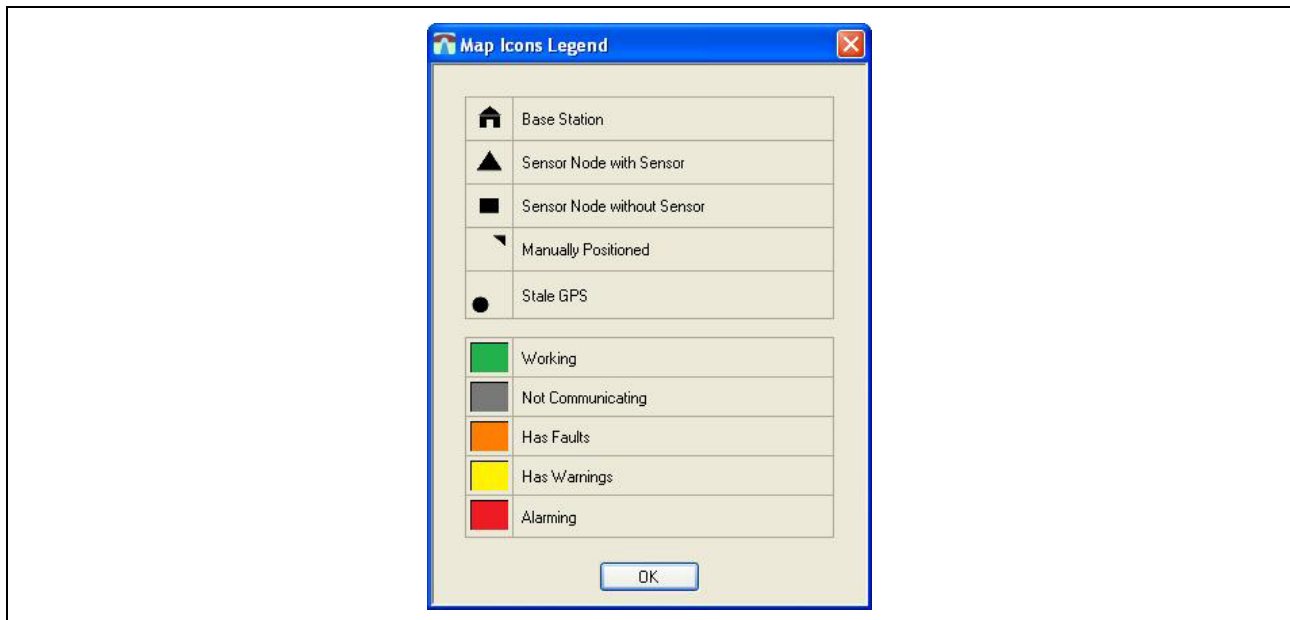 Map Icons Legend
Base Station
Sensor Node with Sensor
Sensor Node without Sensor
Manually Positioned
Stale GPS
Working
Not Communicating
Has Faults
Has Warnings
Alarming
OK